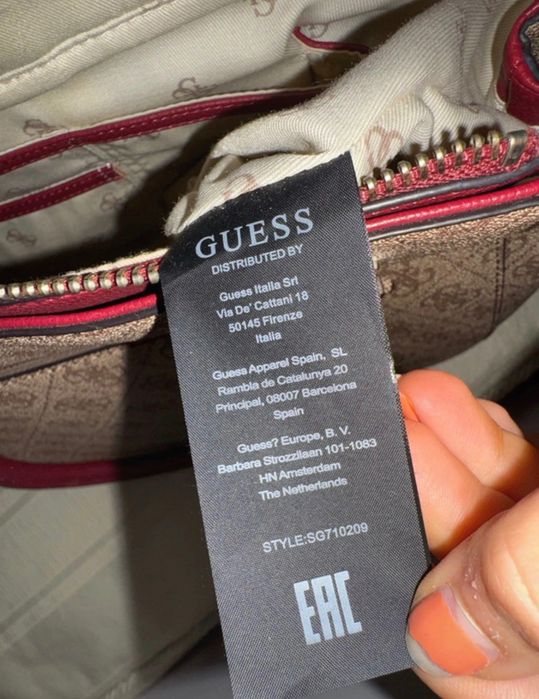 GUESS
DISTRIBUTED BY
Guess Italia Srl
Via De' Cattani 18
50145 Firenze
Italia
Guess Apparel Spain, SL
Rambla de Catalunya 20
Principal, 08007 Barcelona
Spain
Guess? Europe, B. V.
Barbara Strozziiaan 101-1083
HN Amsterdam
The Netherlands
STYLE:SG710209
EAC